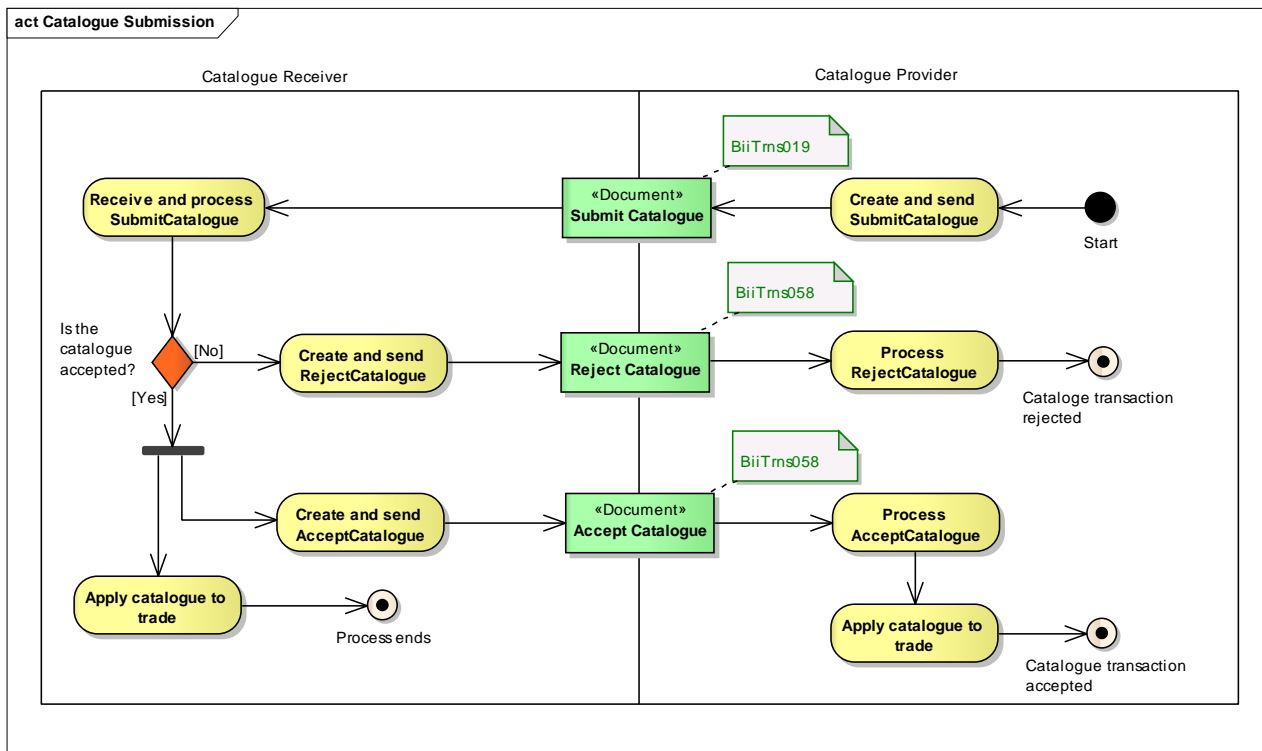 act Catalogue Submission
Catalogue Receiver
Catalogue Provider
BiiTrns019
Receive and process
SubmitCatalogue
«Document»
Submit Catalogue
Create and send
SubmitCatalogue
Start
BiiTrns058
Is the
catalogue
accepted?
[No]
[Yes]
Create and send
RejectCatalogue
«Document»
Reject Catalogue
Process
RejectCatalogue
Cataloge transaction
rejected
BiiTrns058
Create and send
AcceptCatalogue
«Document»
Accept Catalogue
Process
AcceptCatalogue
Apply catalogue to
trade
Process ends
Apply catalogue to
trade
Catalogue transaction
accepted